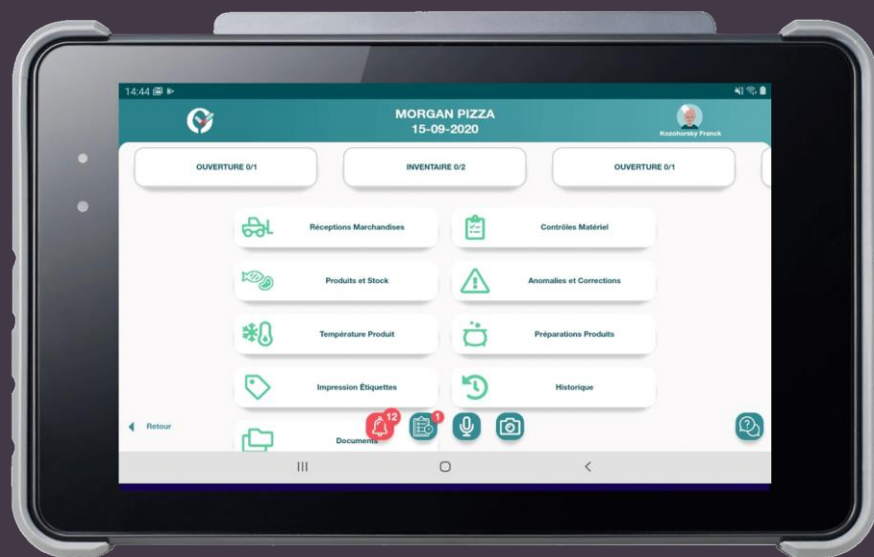 14:44
MORGAN PIZZA
15-09-2020
Kozohorsky Franck
OUVERTURE 0/1
INVENTAIRE 0/2
OUVERTURE 0/1
Réceptions Marchandises
Contrôles Matériel
Produits et Stock
Anomalies et Corrections
Température Produit
Préparations Produits
Impression Étiquettes
Historique
12
1
Retour
Documents